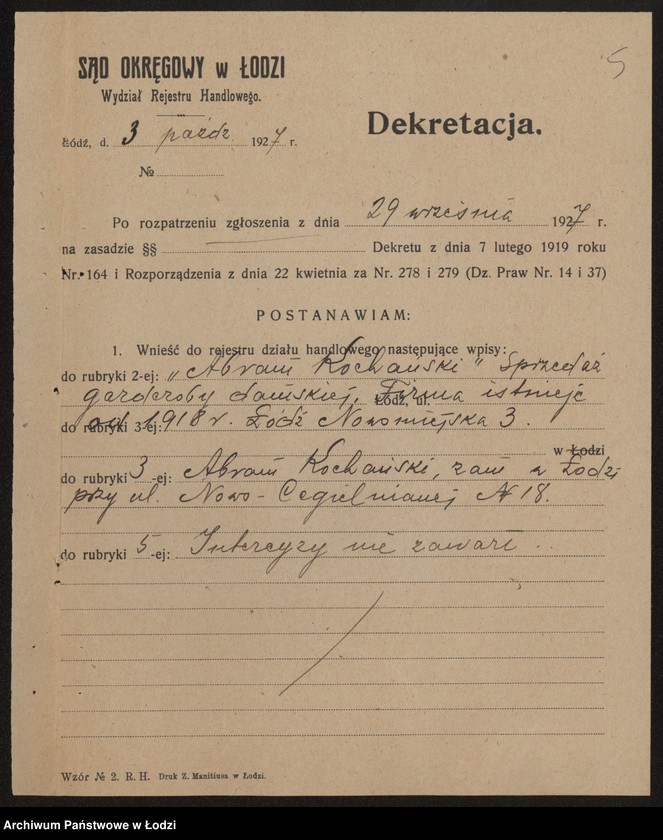 5
SĄD OKRĘGOWY w ŁODZI
Wydział Rejestru Handlowego.
Łódź, d. 3 paźdz. 1927 r.
№
Dekretacja.
Po rozpatrzeniu zgłoszenia z dnia 29 września 1927 r.
na zasadzie §§ Dekretu z dnia 7 lutego 1919 roku
Nr. 164 i Rozporządzenia z dnia 22 kwietnia za Nr. 278 i 279 (Dz. Praw Nr. 14 i 37)
POSTANAWIAM:
1. Wnieść do rejestru działu handlowego następujące wpisy:
do rubryki 2-ej: „Abram Kochański" Sprzedaż
garderoby damskiej. Firma istnieje
Łódź, ul.
do rubryki 3-ej: od 1918 r. Łódź Nowomiejska 3.
w Łodzi
do rubryki 3-ej: Abram Kochański, zam w Łodzi
przy ul. Nowo-Cegielnianej № 18.
do rubryki 5-ej: Intercyzy nie zawarł.
Wzór № 2. R. H. Druk Z. Manitiusa w Łodzi.
Archiwum Państwowe w Łodzi